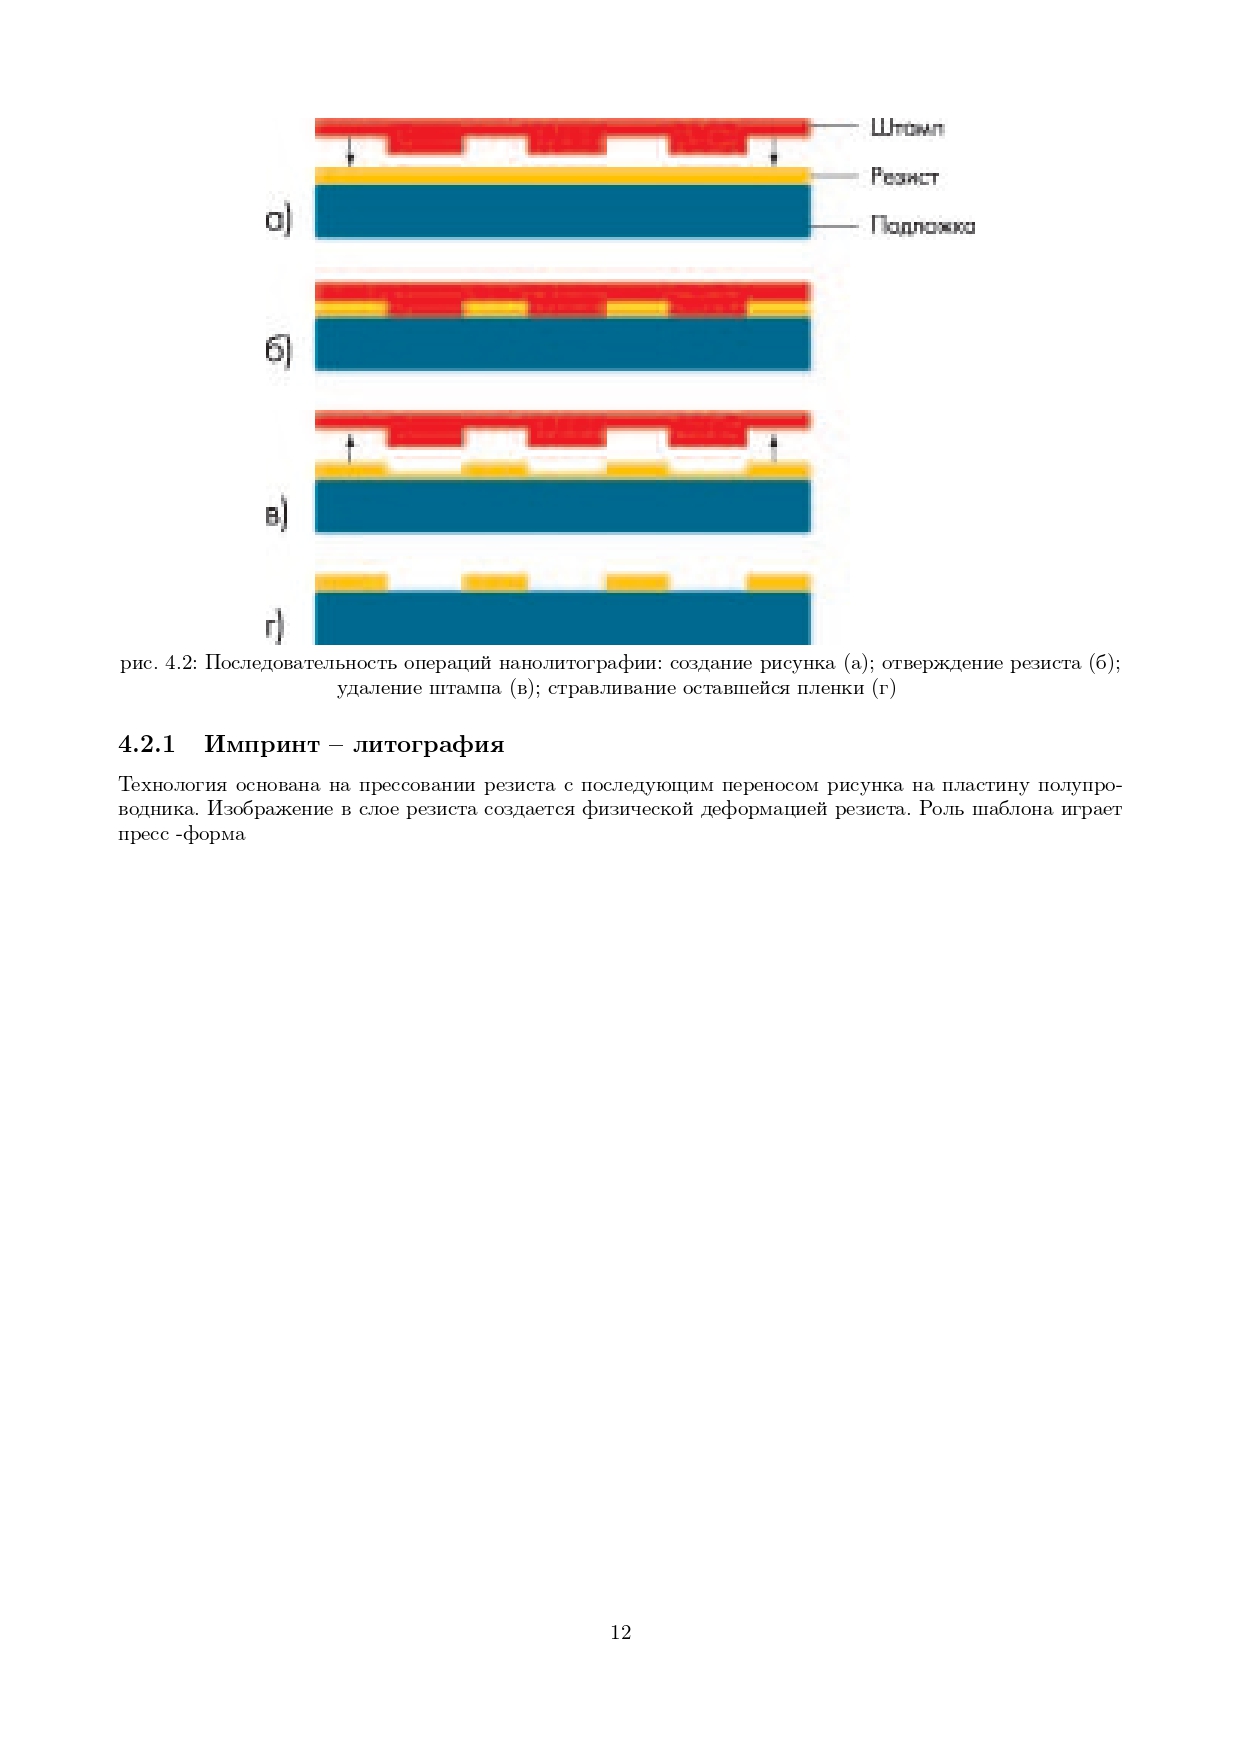 Штамп
Резист
а)
Подложка
б)
в)
г)
рис. 4.2: Последовательность операций нанолитографии: создание рисунка (а); отверждение резиста (б);
удаление штампа (в); стравливание оставшейся пленки (г)
4.2.1 Импринт – литография
Технология основана на прессовании резиста с последующим переносом рисунка на пластину полупро-
водника. Изображение в слое резиста создается физической деформацией резиста. Роль шаблона играет
пресс -форма
12